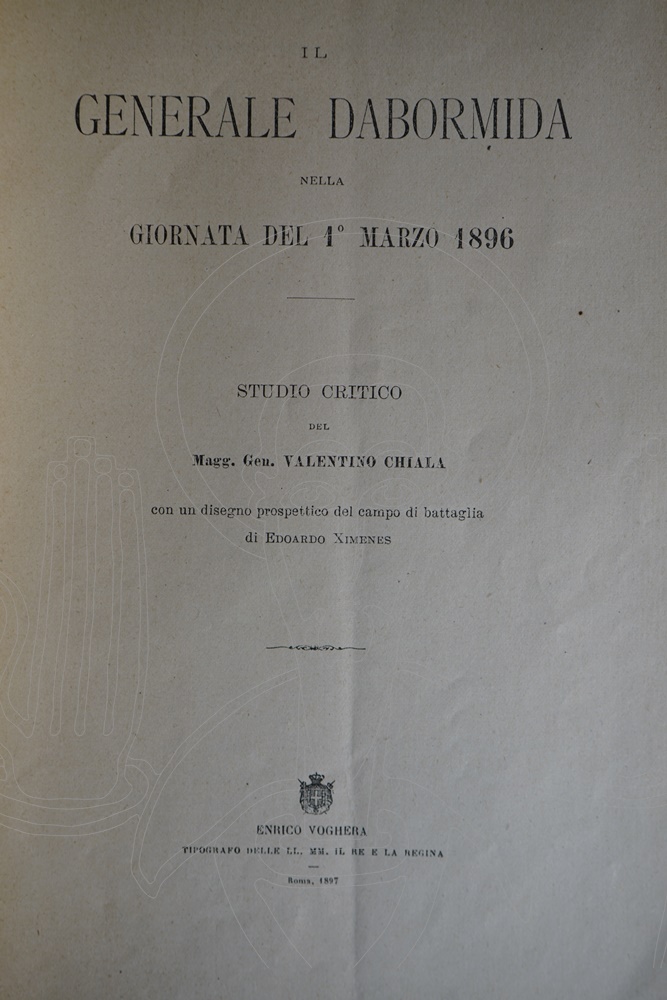 IL
GENERALE DABORMIDA
NELLA
GIORNATA DEL 1º MARZO 1896
STUDIO CRITICO
DEL
Magg. Gen. VALENTINO CHIALA
con un disegno prospettico del campo di battaglia
di EDOARDO XIMENES
ENRICO VOGHERA
TIPOGRAFO DELLE LL. MM. IL RE E LA REGINA
Roma, 1897